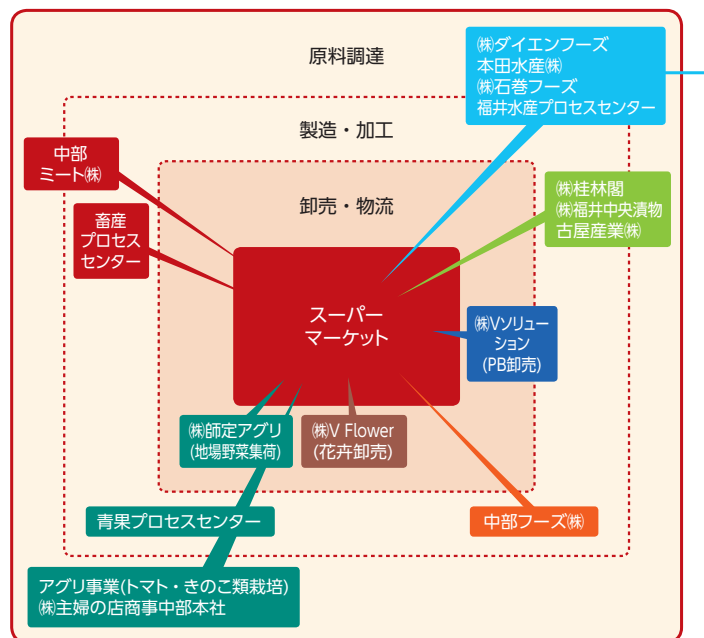 原料調達
㈱ダイエンフーズ
本田水産㈱
㈱石巻フーズ
福井水産プロセスセンター
製造・加工
中部
ミート㈱
卸売・物流
㈱桂林閣
㈱福井中央漬物
古屋産業㈱
畜産
プロセス
センター
スーパー
マーケット
㈱Vソリュー
ション
(PB卸売)
㈱師定アグリ
(地場野菜集荷)
㈱V Flower
(花卉卸売)
青果プロセスセンター
中部フーズ㈱
アグリ事業(トマト・きのこ類栽培)
㈱主婦の店商事中部本社